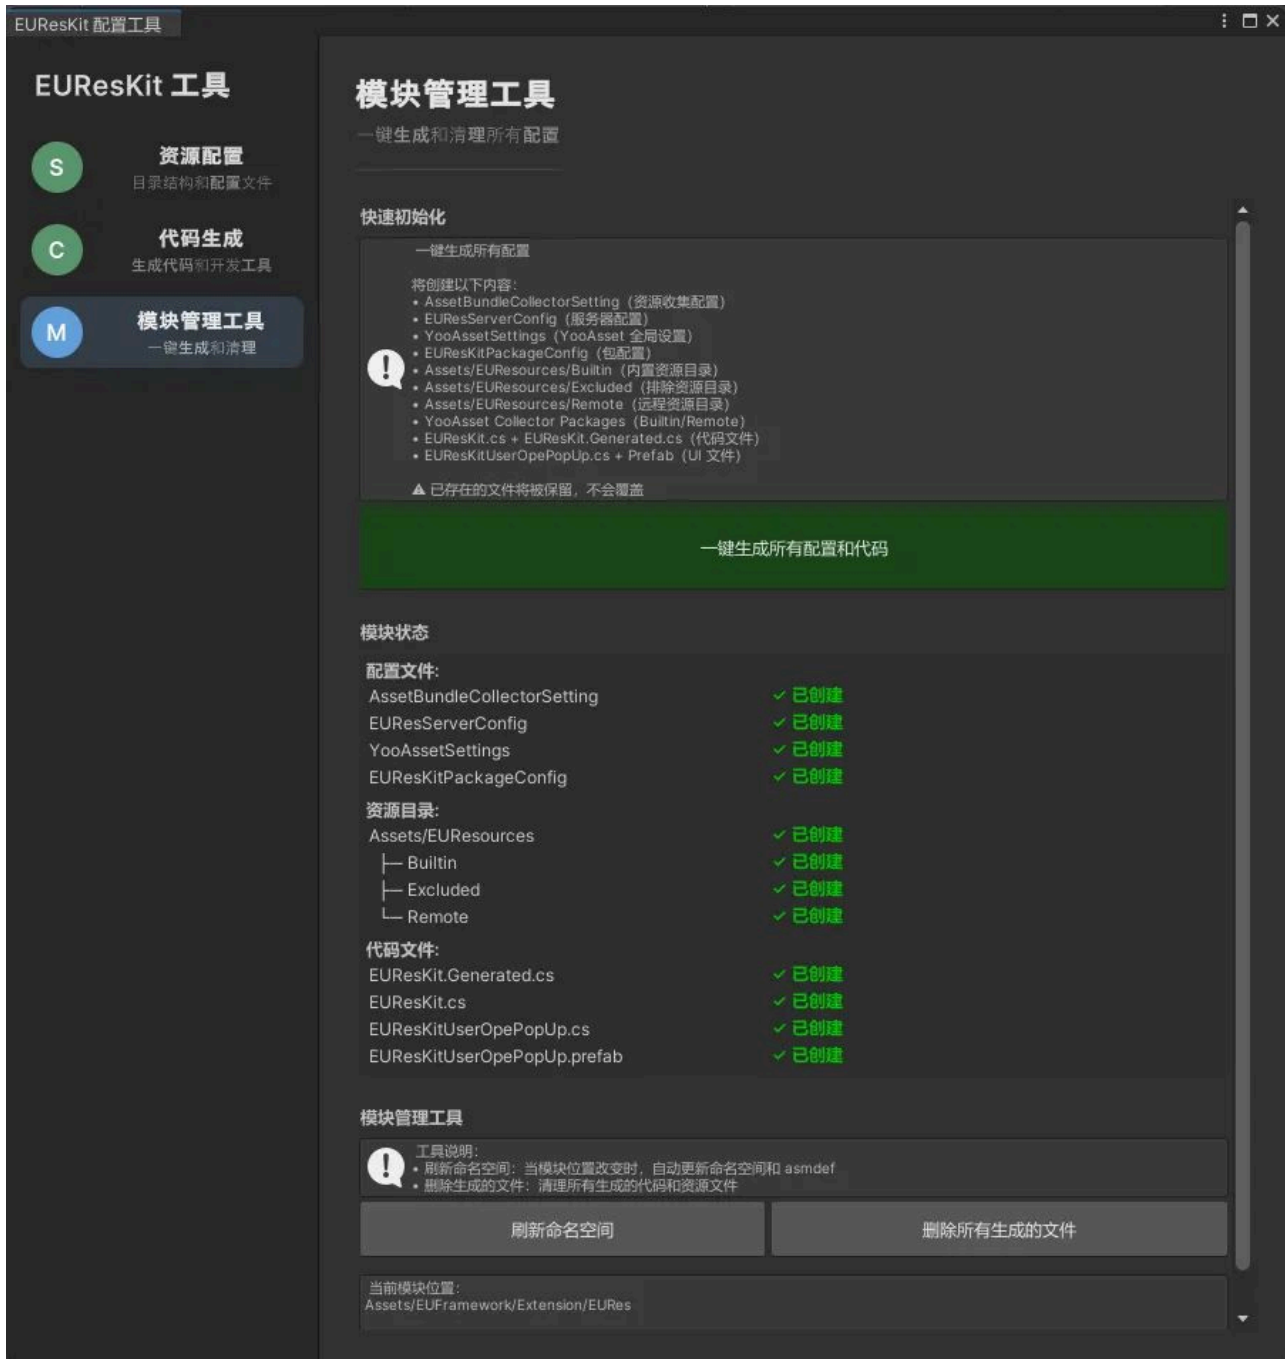 EUResKit 配置工具
EUResKit 工具
S
资源配置
目录结构和配置文件
C
代码生成
生成代码和开发工具
M
模块管理工具
一键生成和清理
模块管理工具
一键生成和清理所有配置
快速初始化
一键生成所有配置
将创建以下内容:
• AssetBundleCollectorSetting (资源收集配置)
• EUResServerConfig (服务器配置)
• YooAssetSettings (YooAsset 全局设置)
• EUResKitPackageConfig (包配置)
• Assets/EUResources/Builtin (内置资源目录)
• Assets/EUResources/Excluded (排除资源目录)
• Assets/EUResources/Remote (远程资源目录)
• YooAsset Collector Packages (Builtin/Remote)
• EUResKit.cs + EUResKit.Generated.cs (代码文件)
• EUResKitUserOpePopUp.cs + Prefab (UI 文件)
⚠ 已存在的文件将被保留，不会覆盖
一键生成所有配置和代码
模块状态
配置文件:
AssetBundleCollectorSetting ✓ 已创建
EUResServerConfig ✓ 已创建
YooAssetSettings ✓ 已创建
EUResKitPackageConfig ✓ 已创建
资源目录:
Assets/EUResources ✓ 已创建
├─ Builtin ✓ 已创建
├─ Excluded ✓ 已创建
└─ Remote ✓ 已创建
代码文件:
EUResKit.Generated.cs ✓ 已创建
EUResKit.cs ✓ 已创建
EUResKitUserOpePopUp.cs ✓ 已创建
EUResKitUserOpePopUp.prefab ✓ 已创建
模块管理工具
工具说明:
• 刷新命名空间：当模块位置改变时，自动更新命名空间和 asmdef
• 删除生成的文件：清理所有生成的代码和资源文件
刷新命名空间
删除所有生成的文件
当前模块位置:
Assets/EUFramework/Extension/EURes